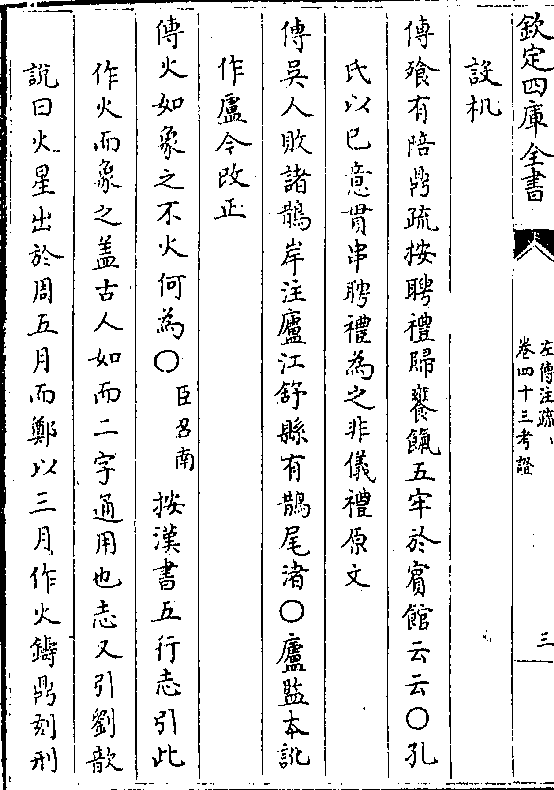 欽定四庫全書
左傳注疏
卷四十三考證
三
設机
傳飧有陪鼎疏按聘禮歸饔餼五牢於賓館云云〇孔
氏以已意貫串聘禮為之非儀禮原文
傳吳人敗諸鵲岸注廬江舒縣有鵲尾渚〇廬監本訛
作盧今改正
傳火如象之不火何為〇臣召南按漢書五行志引此
作火而象之盖古人如而二字通用也志又引劉歆
說曰火星出於周五月而鄭以三月作火鑄鼎刻刑